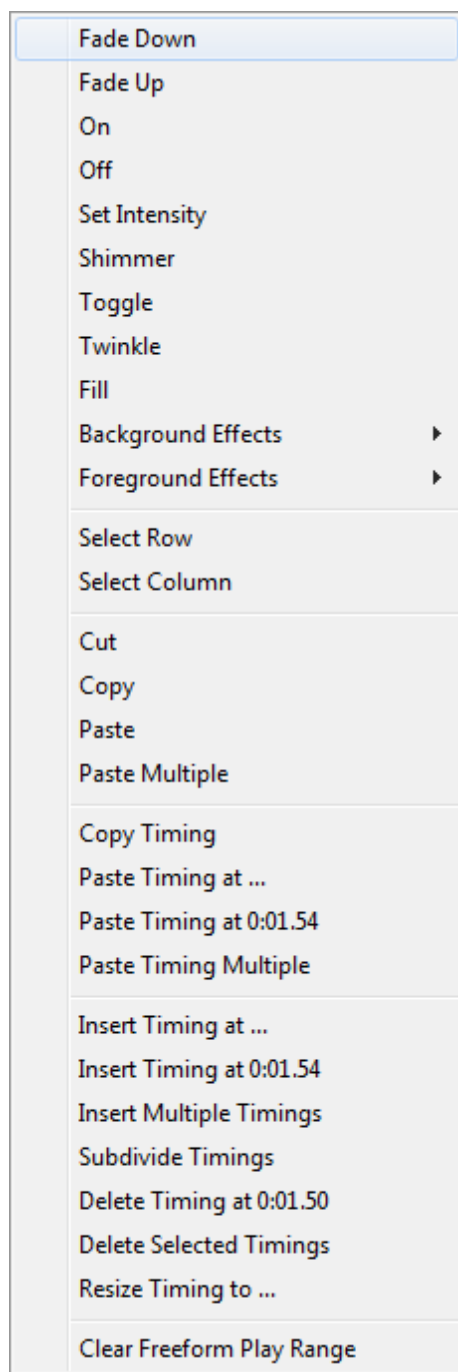 Fade Down
Fade Up
On
Off
Set Intensity
Shimmer
Toggle
Twinkle
Fill
Background Effects
Foreground Effects
Select Row
Select Column
Cut
Copy
Paste
Paste Multiple
Copy Timing
Paste Timing at ...
Paste Timing at 0:01.54
Paste Timing Multiple
Insert Timing at ...
Insert Timing at 0:01.54
Insert Multiple Timings
Subdivide Timings
Delete Timing at 0:01.50
Delete Selected Timings
Resize Timing to ...
Clear Freeform Play Range